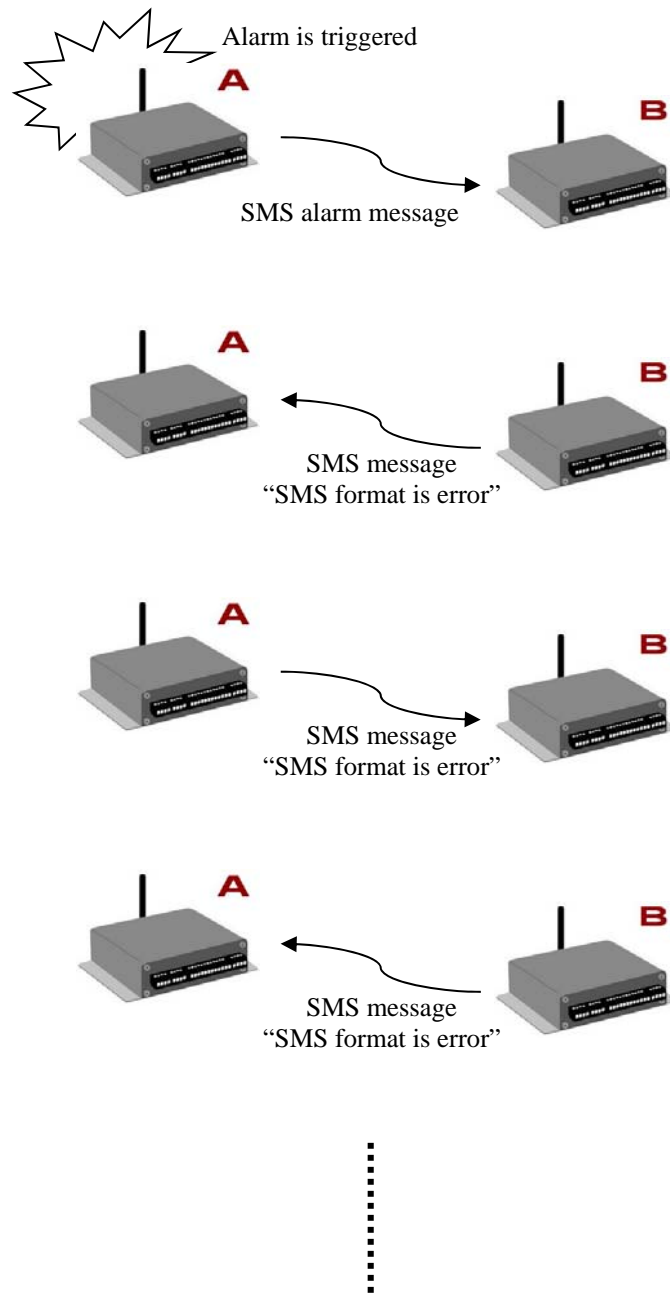 Alarm is triggered
A
B
SMS alarm message
A
B
SMS message
“SMS format is error”
A
B
SMS message
“SMS format is error”
A
B
SMS message
“SMS format is error”